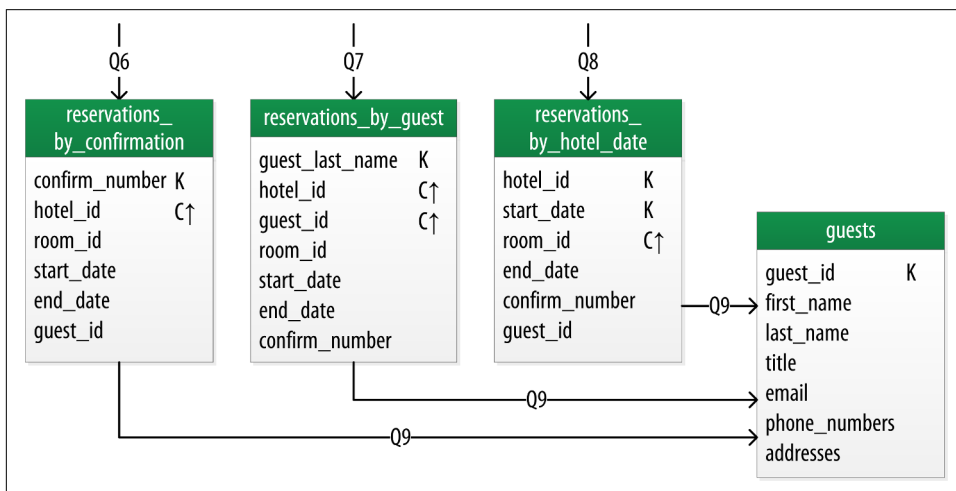 Q6
Q7
Q8
reservations_
by_confirmation
confirm_number K
hotel_id C↑
room_id
start_date
end_date
guest_id
reservations_by_guest
guest_last_name K
hotel_id C↑
guest_id C↑
room_id
start_date
end_date
confirm_number
reservations_
by_hotel_date
hotel_id K
start_date K
room_id C↑
end_date
confirm_number
guest_id
guests
guest_id K
first_name
last_name
title
email
phone_numbers
addresses
Q9
Q9
Q9